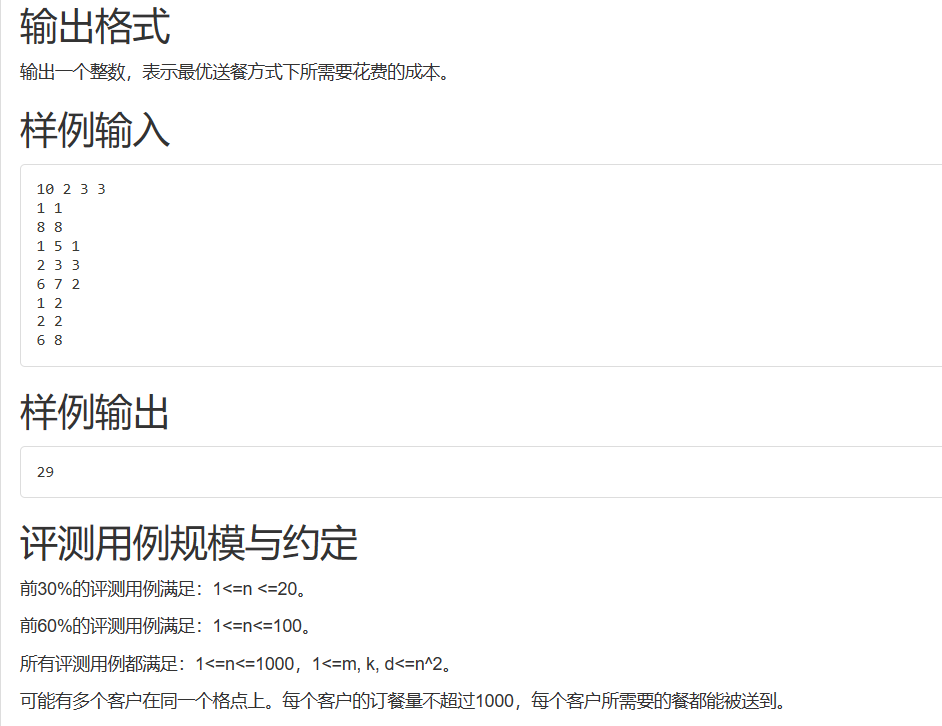 输出格式
输出一个整数，表示最优送餐方式下所需要花费的成本。
样例输入
10 2 3 3
1 1
8 8
1 5 1
2 3 3
6 7 2
1 2
2 2
6 8
样例输出
29
评测用例规模与约定
前30%的评测用例满足：1<=n <=20。
前60%的评测用例满足：1<=n<=100。
所有评测用例都满足：1<=n<=1000，1<=m, k, d<=n^2。
可能有多个客户在同一个格点上。每个客户的订餐量不超过1000，每个客户所需要的餐都能被送到。